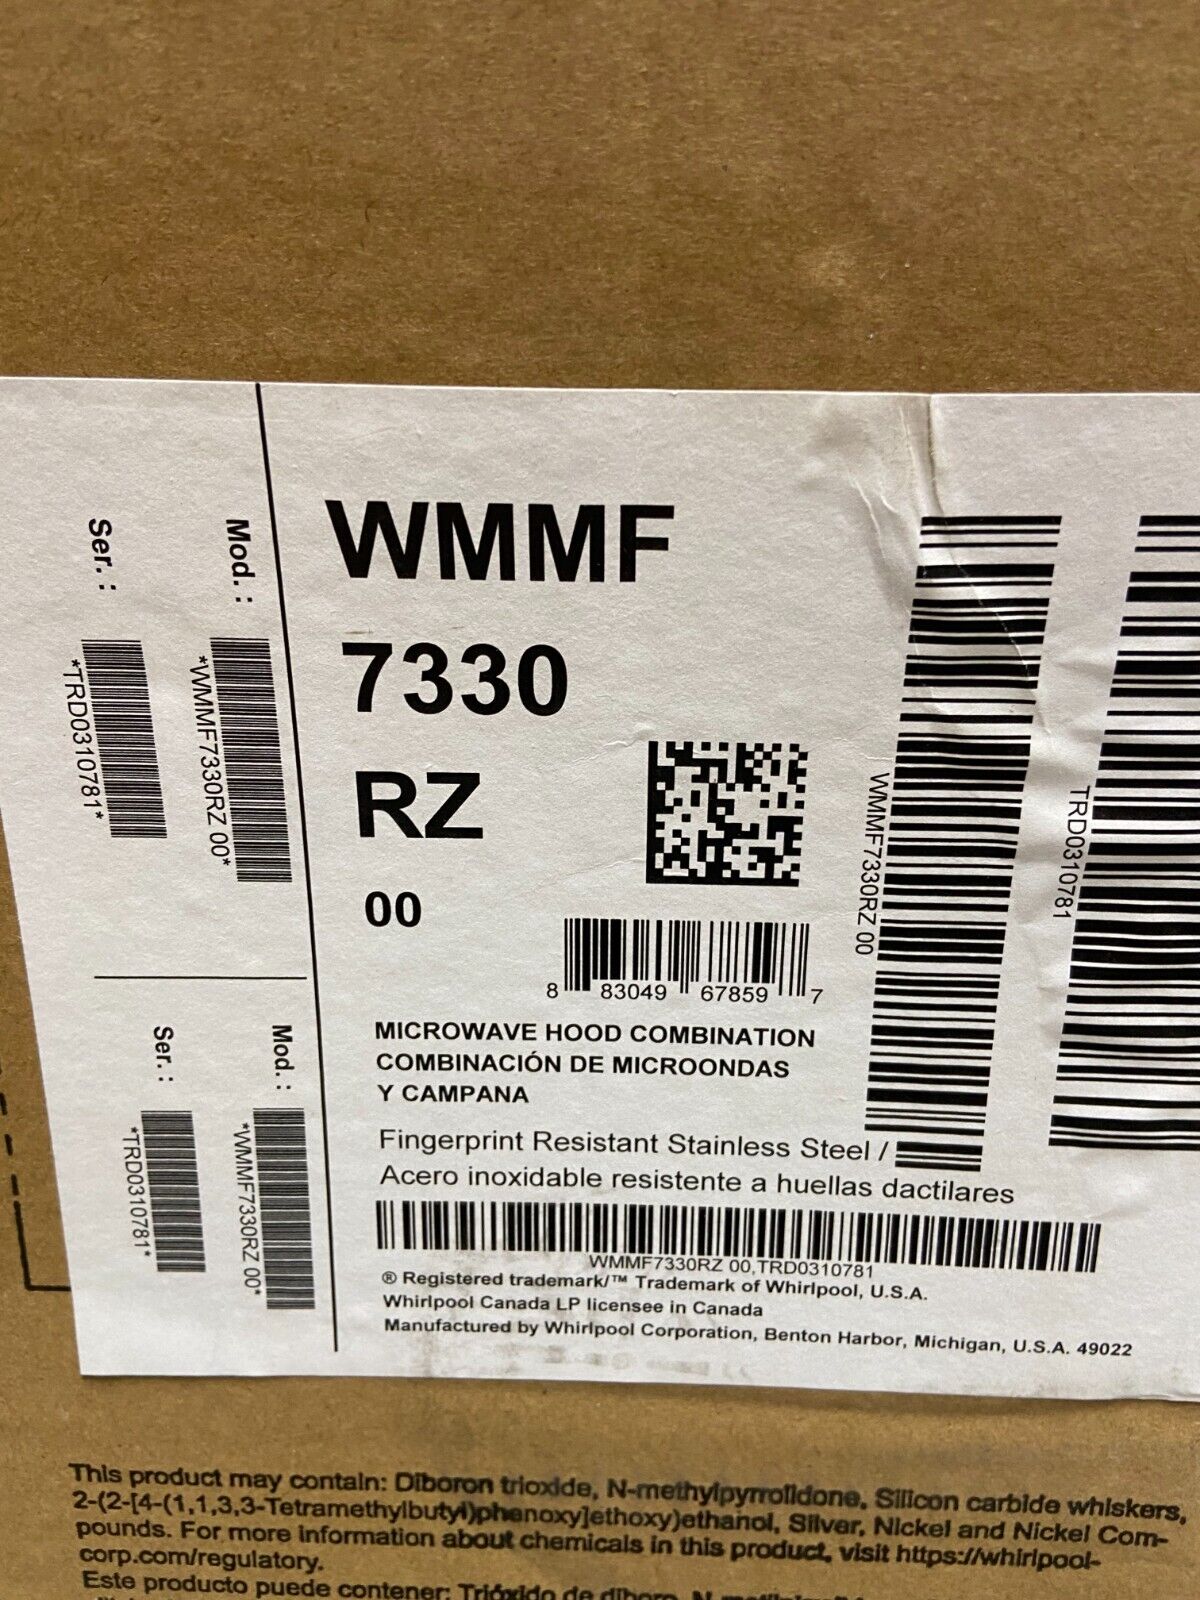 Ser. :
*TRD0310781*
Mod. :
*WMMF7330RZ 00*
Ser. :
*TRD0310781*
Mod. :
*WMMF7330RZ 00*
WMMF
7330
RZ
00
8 83049 67859 7
WMMF7330RZ 00
TRD0310781
MICROWAVE HOOD COMBINATION
COMBINACIÓN DE MICROONDAS
Y CAMPANA
Fingerprint Resistant Stainless Steel /
Acero inoxidable resistente a huellas dactilares
WMMF7330RZ 00,TRD0310781
® Registered trademark/™ Trademark of Whirlpool, U.S.A.
Whirlpool Canada LP licensee in Canada
Manufactured by Whirlpool Corporation, Benton Harbor, Michigan, U.S.A. 49022
This product may contain: Diboron trioxide, N-methylpyrrolidone, Silicon carbide whiskers,
2-(2-[4-(1,1,3,3-Tetramethylbutyl)phenoxy]ethoxy)ethanol, Silver, Nickel and Nickel Com-
pounds. For more information about chemicals in this product, visit https://whirlpool-
corp.com/regulatory.
Este producto puede contener: Trióxido de diboro,